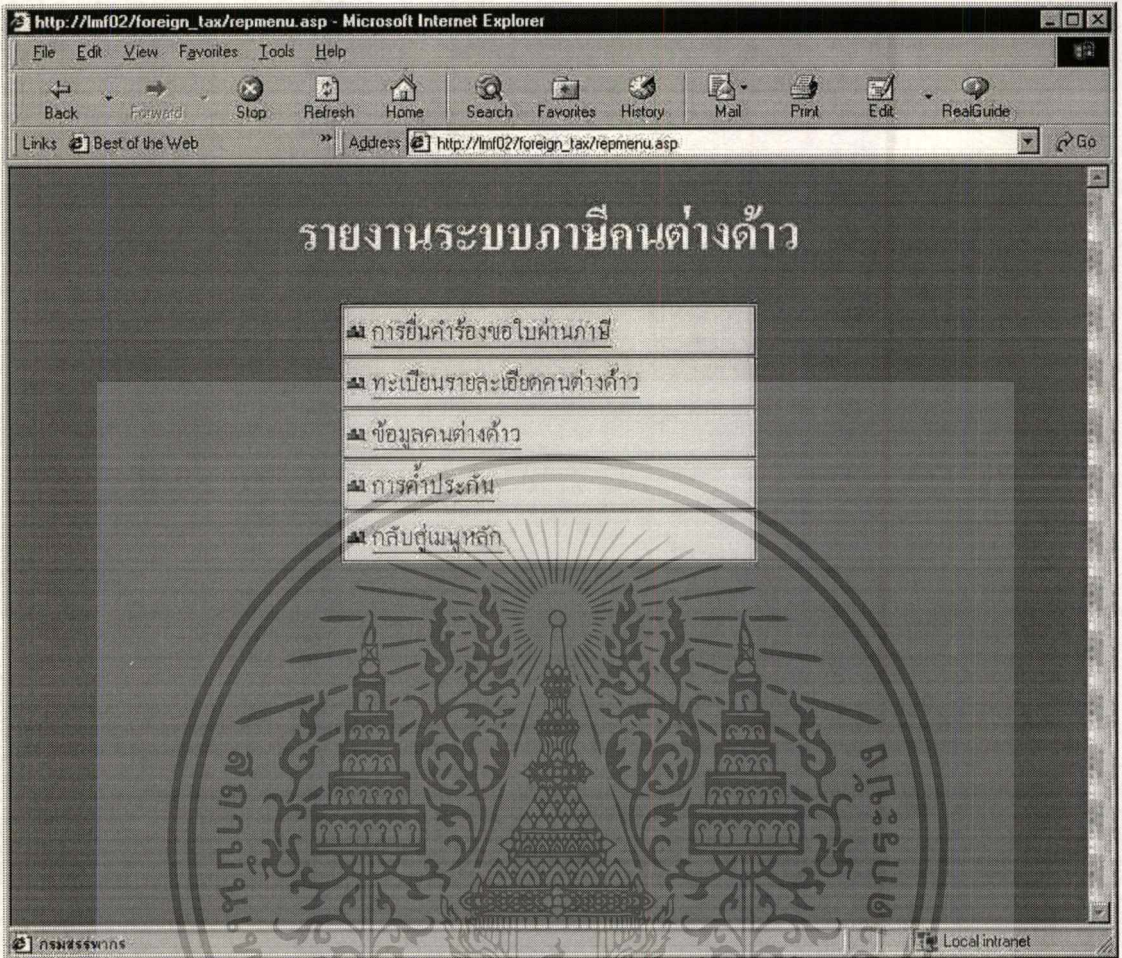 http://lmf02/foreign_tax/repmenu.asp - Microsoft Internet Explorer
File Edit View Favorites Tools Help
Back Forward Stop Refresh Home Search Favorites History Mail Print Edit RealGuide
Links Best of the Web » Address http://lmf02/foreign_tax/repmenu.asp Go
รายงานระบบภาษีคนต่างด้าว
การยื่นคำร้องขอใบผ่านภาษี
ทะเบียนรายละเอียดคนต่างด้าว
ข้อมูลคนต่างด้าว
การค้ำประกัน
กลับสู่เมนูหลัก
กรมสรรพากร Local intranet